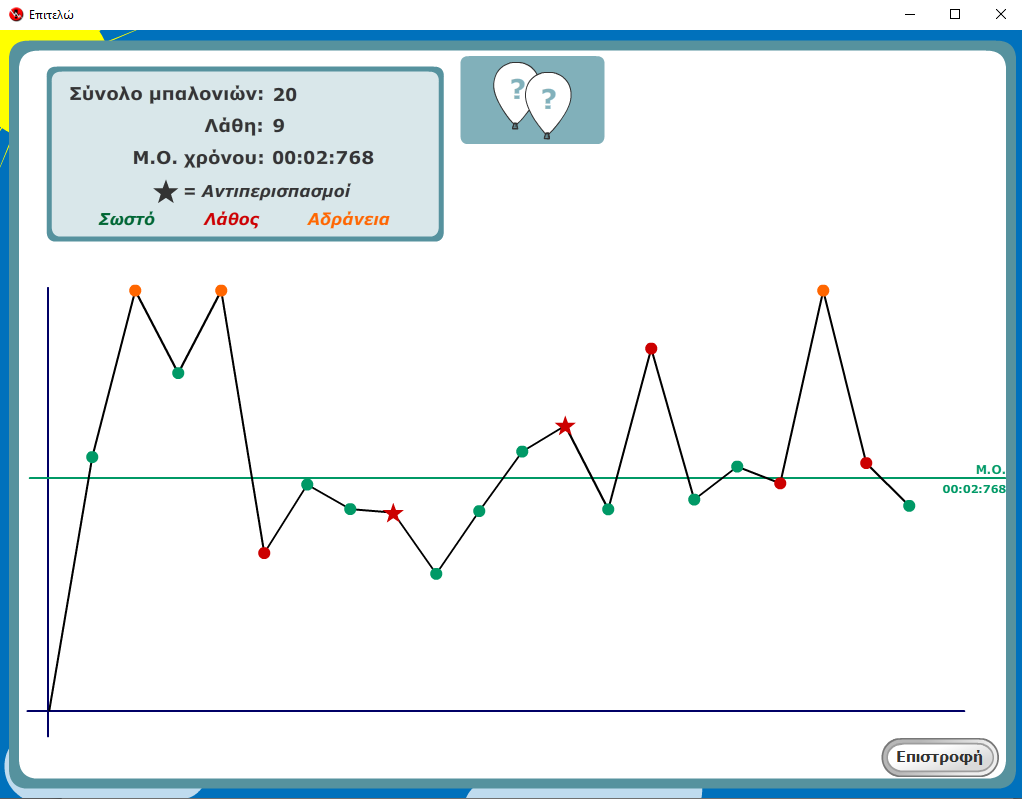 Επιτελώ
Σύνολο μπαλονιών: 20
Λάθη: 9
Μ.Ο. χρόνου: 00:02:768
★ = Αντιπερισπασμοί
Σωστό Λάθος Αδράνεια
? ?
Μ.Ο.
00:02:768
Επιστροφή